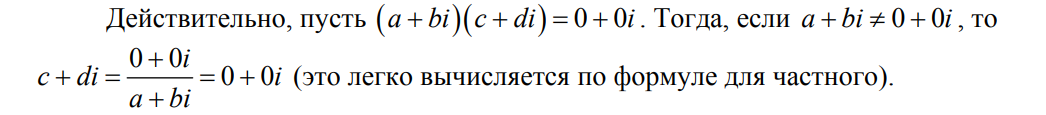 Действительно, пусть (a + bi)(c + di) = 0 + 0i. Тогда, если a + bi ≠ 0 + 0i, то
c + di = \frac{0 + 0i}{a + bi} = 0 + 0i (это легко вычисляется по формуле для частного).